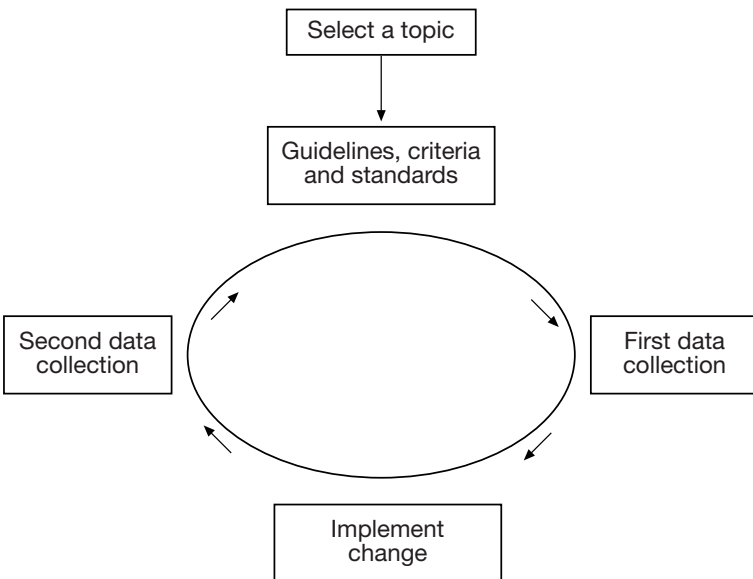 Select a topic
Guidelines, criteria
and standards
Second data
collection
First data
collection
Implement
change